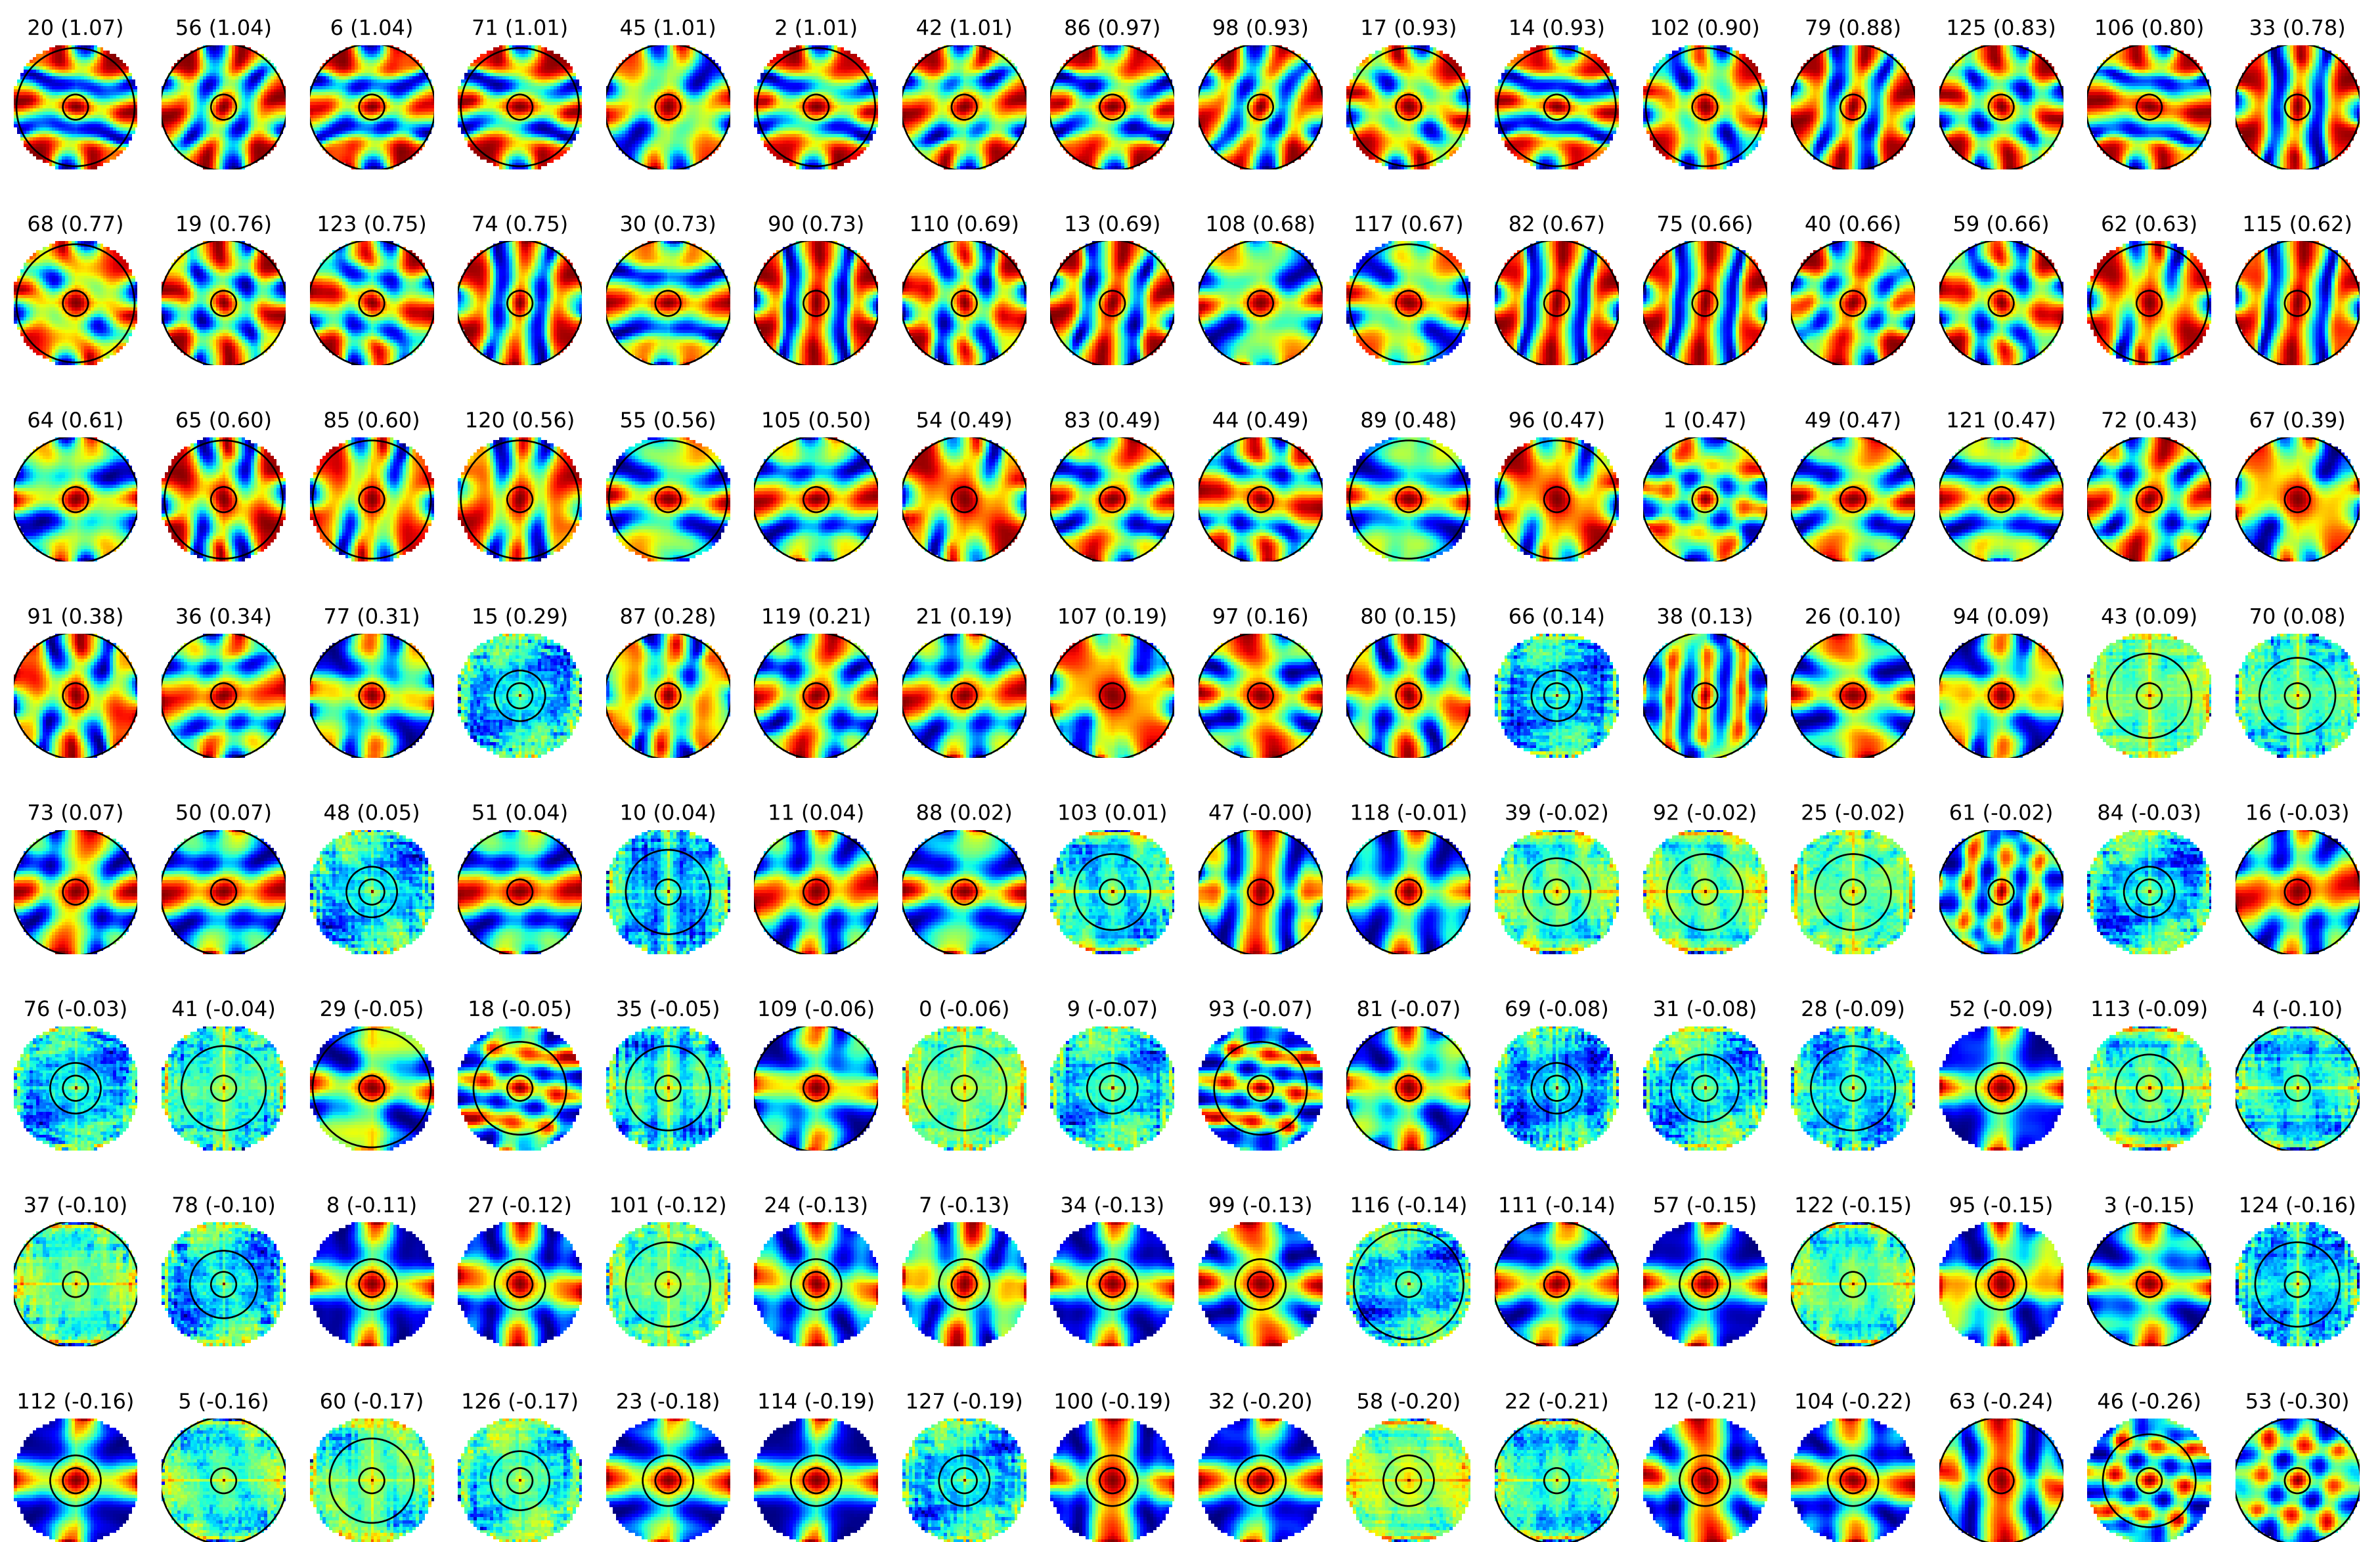 20 (1.07) 56 (1.04) 6 (1.04) 71 (1.01) 45 (1.01) 2 (1.01) 42 (1.01) 86 (0.97) 98 (0.93) 17 (0.93) 14 (0.93) 102 (0.90) 79 (0.88) 125 (0.83) 106 (0.80) 33 (0.78)
68 (0.77) 19 (0.76) 123 (0.75) 74 (0.75) 30 (0.73) 90 (0.73) 110 (0.69) 13 (0.69) 108 (0.68) 117 (0.67) 82 (0.67) 75 (0.66) 40 (0.66) 59 (0.66) 62 (0.63) 115 (0.62)
64 (0.61) 65 (0.60) 85 (0.60) 120 (0.56) 55 (0.56) 105 (0.50) 54 (0.49) 83 (0.49) 44 (0.49) 89 (0.48) 96 (0.47) 1 (0.47) 49 (0.47) 121 (0.47) 72 (0.43) 67 (0.39)
91 (0.38) 36 (0.34) 77 (0.31) 15 (0.29) 87 (0.28) 119 (0.21) 21 (0.19) 107 (0.19) 97 (0.16) 80 (0.15) 66 (0.14) 38 (0.13) 26 (0.10) 94 (0.09) 43 (0.09) 70 (0.08)
73 (0.07) 50 (0.07) 48 (0.05) 51 (0.04) 10 (0.04) 11 (0.04) 88 (0.02) 103 (0.01) 47 (-0.00) 118 (-0.01) 39 (-0.02) 92 (-0.02) 25 (-0.02) 61 (-0.02) 84 (-0.03) 16 (-0.03)
76 (-0.03) 41 (-0.04) 29 (-0.05) 18 (-0.05) 35 (-0.05) 109 (-0.06) 0 (-0.06) 9 (-0.07) 93 (-0.07) 81 (-0.07) 69 (-0.08) 31 (-0.08) 28 (-0.09) 52 (-0.09) 113 (-0.09) 4 (-0.10)
37 (-0.10) 78 (-0.10) 8 (-0.11) 27 (-0.12) 101 (-0.12) 24 (-0.13) 7 (-0.13) 34 (-0.13) 99 (-0.13) 116 (-0.14) 111 (-0.14) 57 (-0.15) 122 (-0.15) 95 (-0.15) 3 (-0.15) 124 (-0.16)
112 (-0.16) 5 (-0.16) 60 (-0.17) 126 (-0.17) 23 (-0.18) 114 (-0.19) 127 (-0.19) 100 (-0.19) 32 (-0.20) 58 (-0.20) 22 (-0.21) 12 (-0.21) 104 (-0.22) 63 (-0.24) 46 (-0.26) 53 (-0.30)